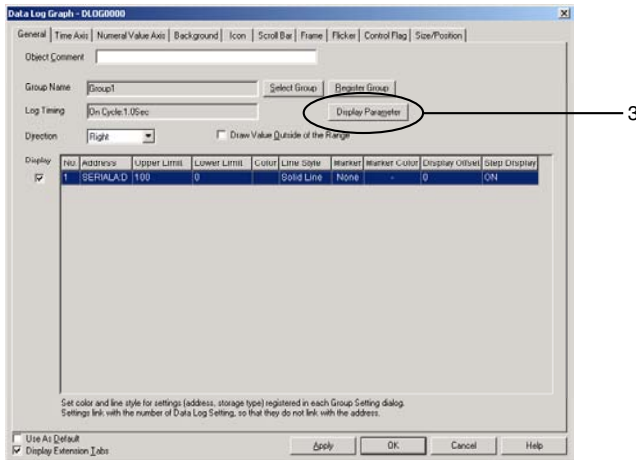 Data Log Graph - DLOG0000
General Time Axis Numeral Value Axis Background Icon Scroll Bar Frame Flicker Control Flag Size/Position
Object Comment
Group Name Group1 Select Group Register Group
Log Timing On Cycle:1.0Sec Display Parameter 3
Direction Right Draw Value Outside of the Range
Display No. Address Upper Limit Lower Limit Color Line Style Marker Marker Color Display Offset Step Display
1 SERIALA:D 100 0 Solid Line None - 0 ON
Set color and line style for settings (address, storage type) registered in each Group Setting dialog.
Settings link with the number of Data Log Setting, so that they do not link with the address.
Use As Default
Display Extension Tabs Apply OK Cancel Help